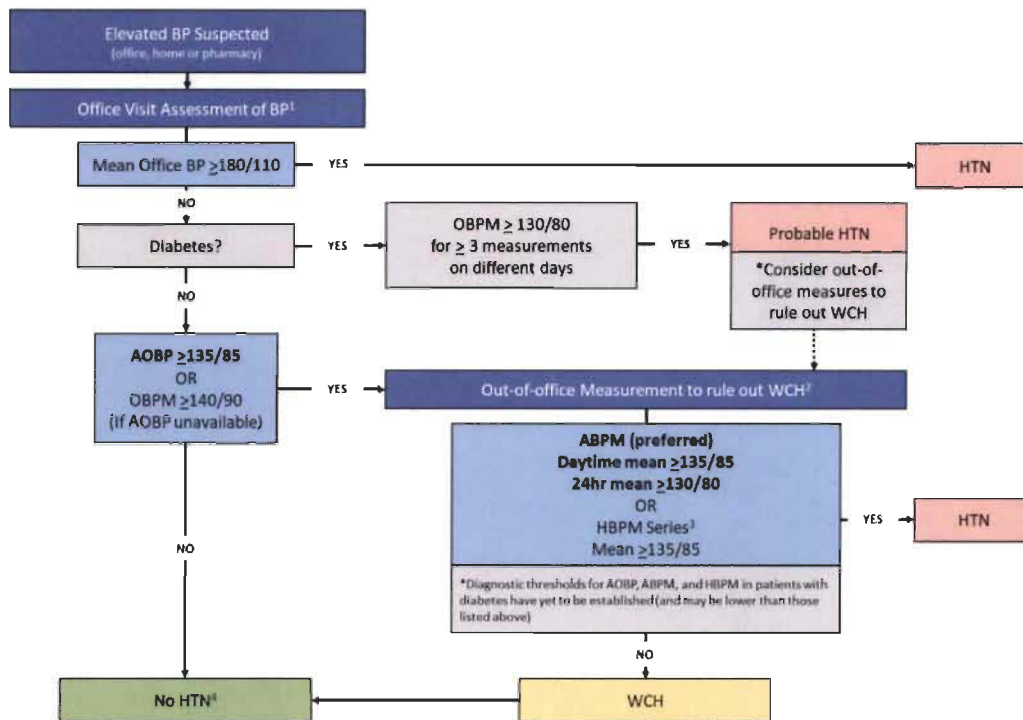 Elevated BP Suspected
(office, home or pharmacy)
Office Visit Assessment of BP¹
Mean Office BP ≥180/110
YES
HTN
NO
Diabetes?
YES
OBPM ≥ 130/80
for ≥ 3 measurements
on different days
YES
Probable HTN
*Consider out-of-
office measures to
rule out WCH
NO
AOBP ≥135/85
OR
OBPM ≥140/90
(If AOBP unavailable)
YES
Out-of-office Measurement to rule out WCH²
ABPM (preferred)
Daytime mean ≥135/85
24hr mean ≥130/80
OR
HBPM Series³
Mean ≥135/85
YES
HTN
*Diagnostic thresholds for AOBP, ABPM, and HBPM in patients with
diabetes have yet to be established (and may be lower than those
listed above)
NO
NO
No HTN⁴
WCH